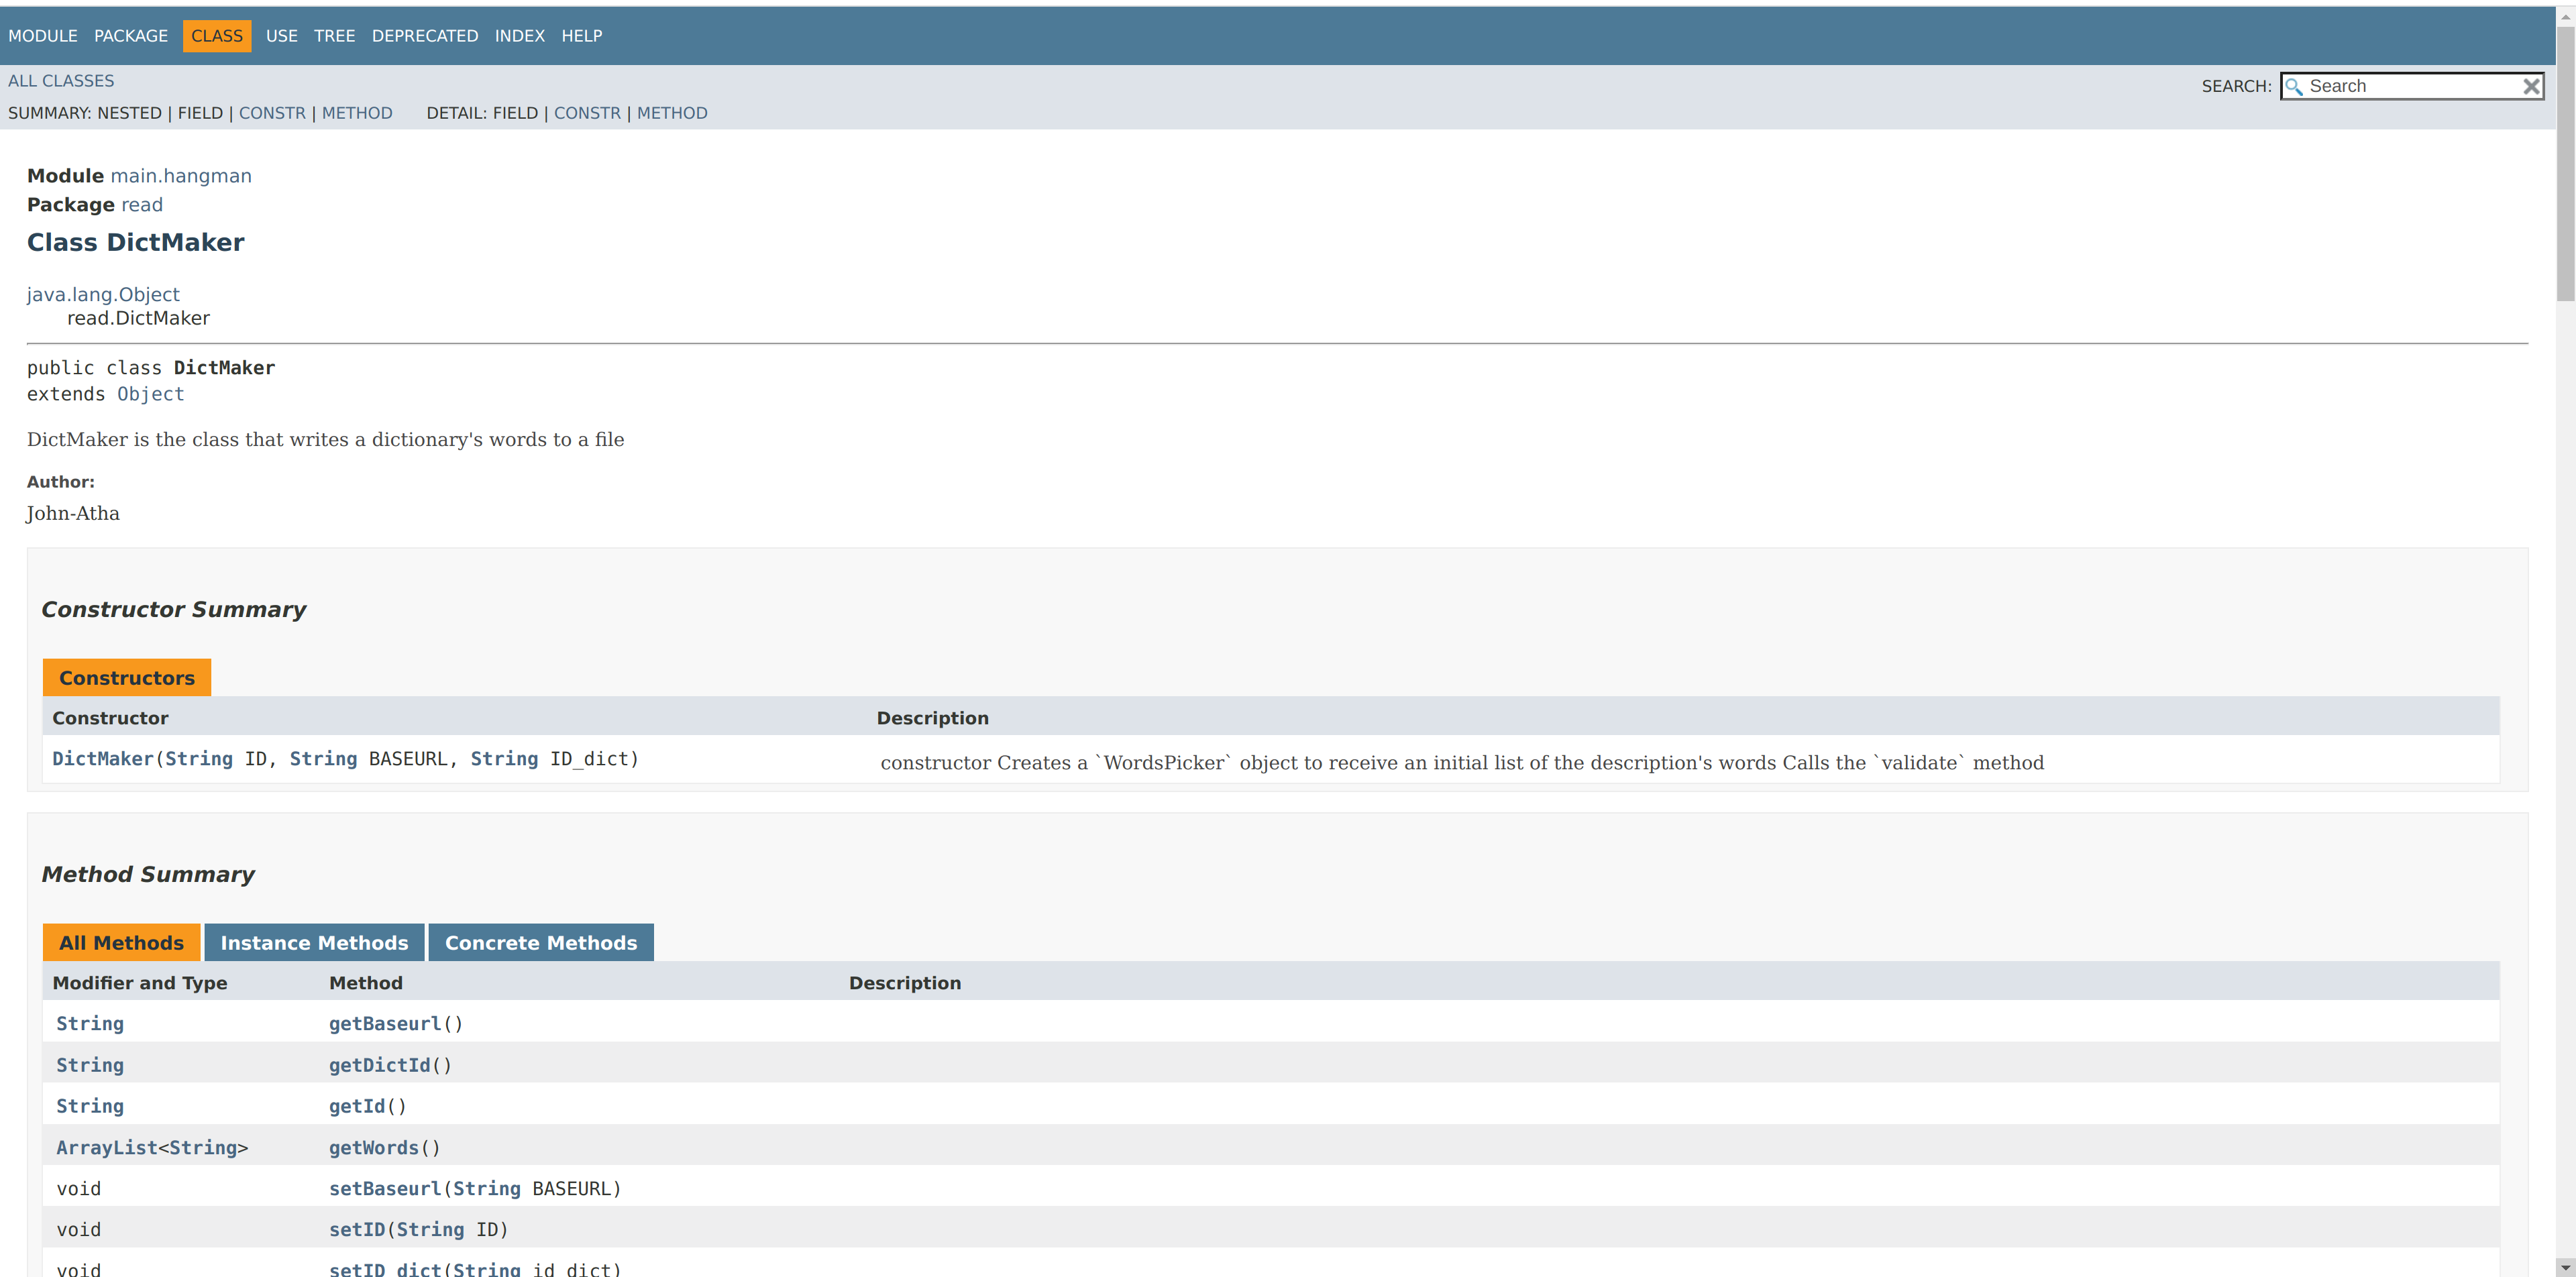 MODULE PACKAGE CLASS USE TREE DEPRECATED INDEX HELP
ALL CLASSES
SEARCH: Search
SUMMARY: NESTED | FIELD | CONSTR | METHOD DETAIL: FIELD | CONSTR | METHOD
Module main.hangman
Package read
Class DictMaker
java.lang.Object
read.DictMaker
public class DictMaker
extends Object
DictMaker is the class that writes a dictionary's words to a file
Author:
John-Atha
Constructor Summary
Constructors
Constructor Description
DictMaker(String ID, String BASEURL, String ID_dict) constructor Creates a `WordsPicker` object to receive an initial list of the description's words Calls the `validate` method
Method Summary
All Methods Instance Methods Concrete Methods
Modifier and Type Method Description
String getBaseurl()
String getDictId()
String getId()
ArrayList<String> getWords()
void setBaseurl(String BASEURL)
void setID(String ID)
void setID_dict(String id_dict)